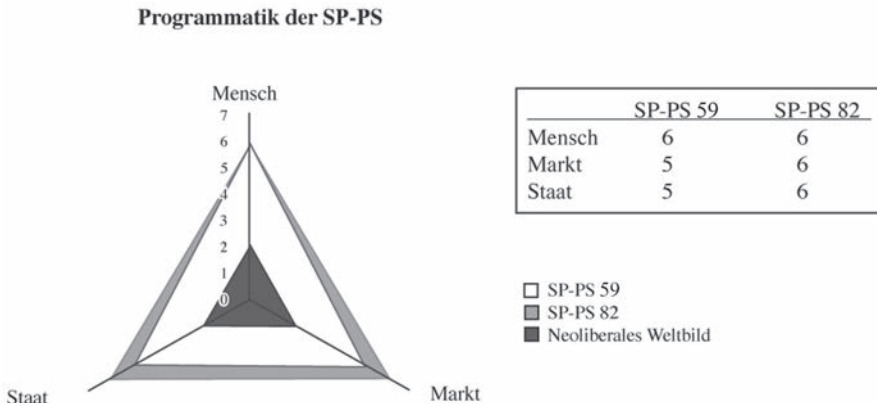 Programmatik der SP-PS
Mensch
7
6
5
4
3
2
1
0
Staat
Markt
SP-PS 59 SP-PS 82
Mensch 6 6
Markt 5 6
Staat 5 6
SP-PS 59
SP-PS 82
Neoliberales Weltbild